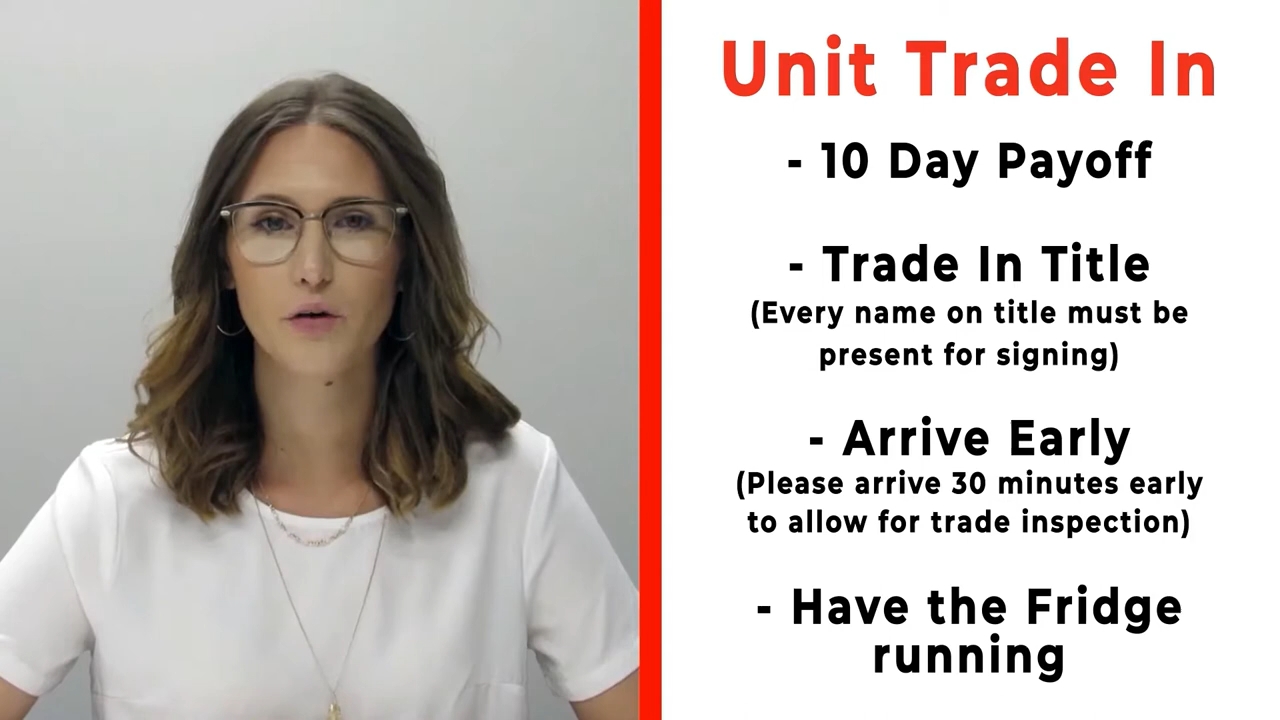 Unit Trade In
- 10 Day Payoff
- Trade In Title
(Every name on title must be
present for signing)
- Arrive Early
(Please arrive 30 minutes early
to allow for trade inspection)
- Have the Fridge
running